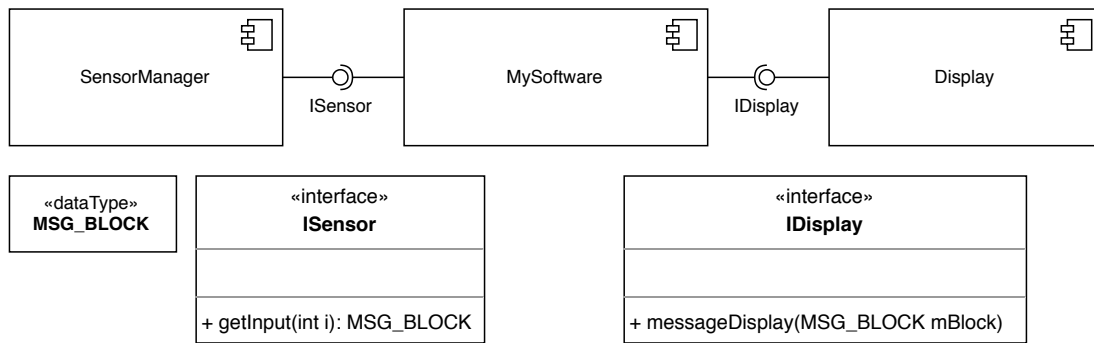 SensorManager
MySoftware
Display
ISensor
IDisplay
«dataType»
MSG_BLOCK
«interface»
ISensor
+ getInput(int i): MSG_BLOCK
«interface»
IDisplay
+ messageDisplay(MSG_BLOCK mBlock)